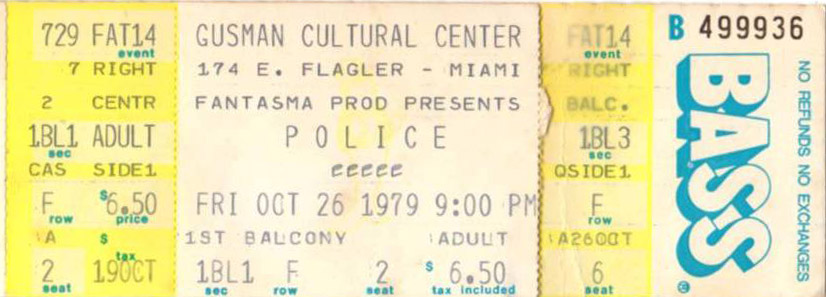 729 FAT14
event
7 RIGHT
2 CENTR
1BL1 ADULT
sec
CAS SIDE1
F $6.50
row price
A $
tax
2 190CT
seat
GUSMAN CULTURAL CENTER
174 E. FLAGLER - MIAMI
FANTASMA PROD PRESENTS
POLICE
eeeee
FRI OCT 26 1979 9:00 PM
1ST BALCONY ADULT
1BL1 F 2 $6.50
sec row seat tax included
FAT14
event
RIGHT
BALC.
1BL3
sec
QSIDE1
F
row
A26OCT
6
seat
B 499936
BASS
NO REFUNDS NO EXCHANGES